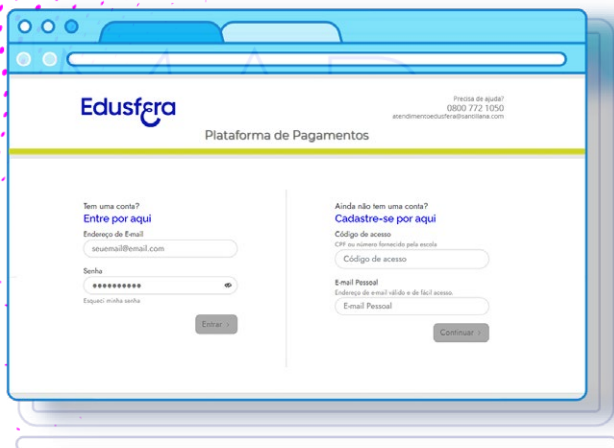 Edusfera
Precisa de ajuda?
0800 772 1050
atendimentoedusfera@santillana.com
Plataforma de Pagamentos
Tem uma conta?
Entre por aqui
Endereço de E-mail
seuemail@email.com
Senha
**********
Esqueci minha senha
Entrar >
Ainda não tem uma conta?
Cadastre-se por aqui
Código de acesso
CPF ou número fornecido pela escola
Código de acesso
E-mail Pessoal
Endereço de e-mail válido e de fácil acesso.
E-mail Pessoal
Continuar >